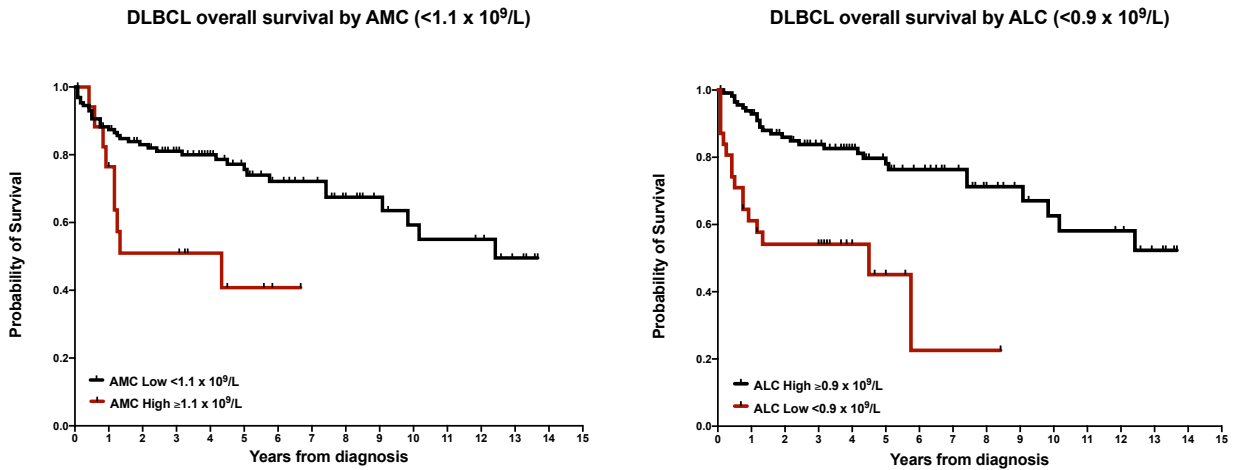 DLBCL overall survival by AMC (<1.1 x 10⁹/L)
1.0
0.8
0.6
0.4
0.2
0.0
Probability of Survival
AMC Low <1.1 x 10⁹/L
AMC High ≥1.1 x 10⁹/L
0 1 2 3 4 5 6 7 8 9 10 11 12 13 14 15
Years from diagnosis
DLBCL overall survival by ALC (<0.9 x 10⁹/L)
1.0
0.8
0.6
0.4
0.2
0.0
Probability of Survival
ALC High ≥0.9 x 10⁹/L
ALC Low <0.9 x 10⁹/L
0 1 2 3 4 5 6 7 8 9 10 11 12 13 14 15
Years from diagnosis